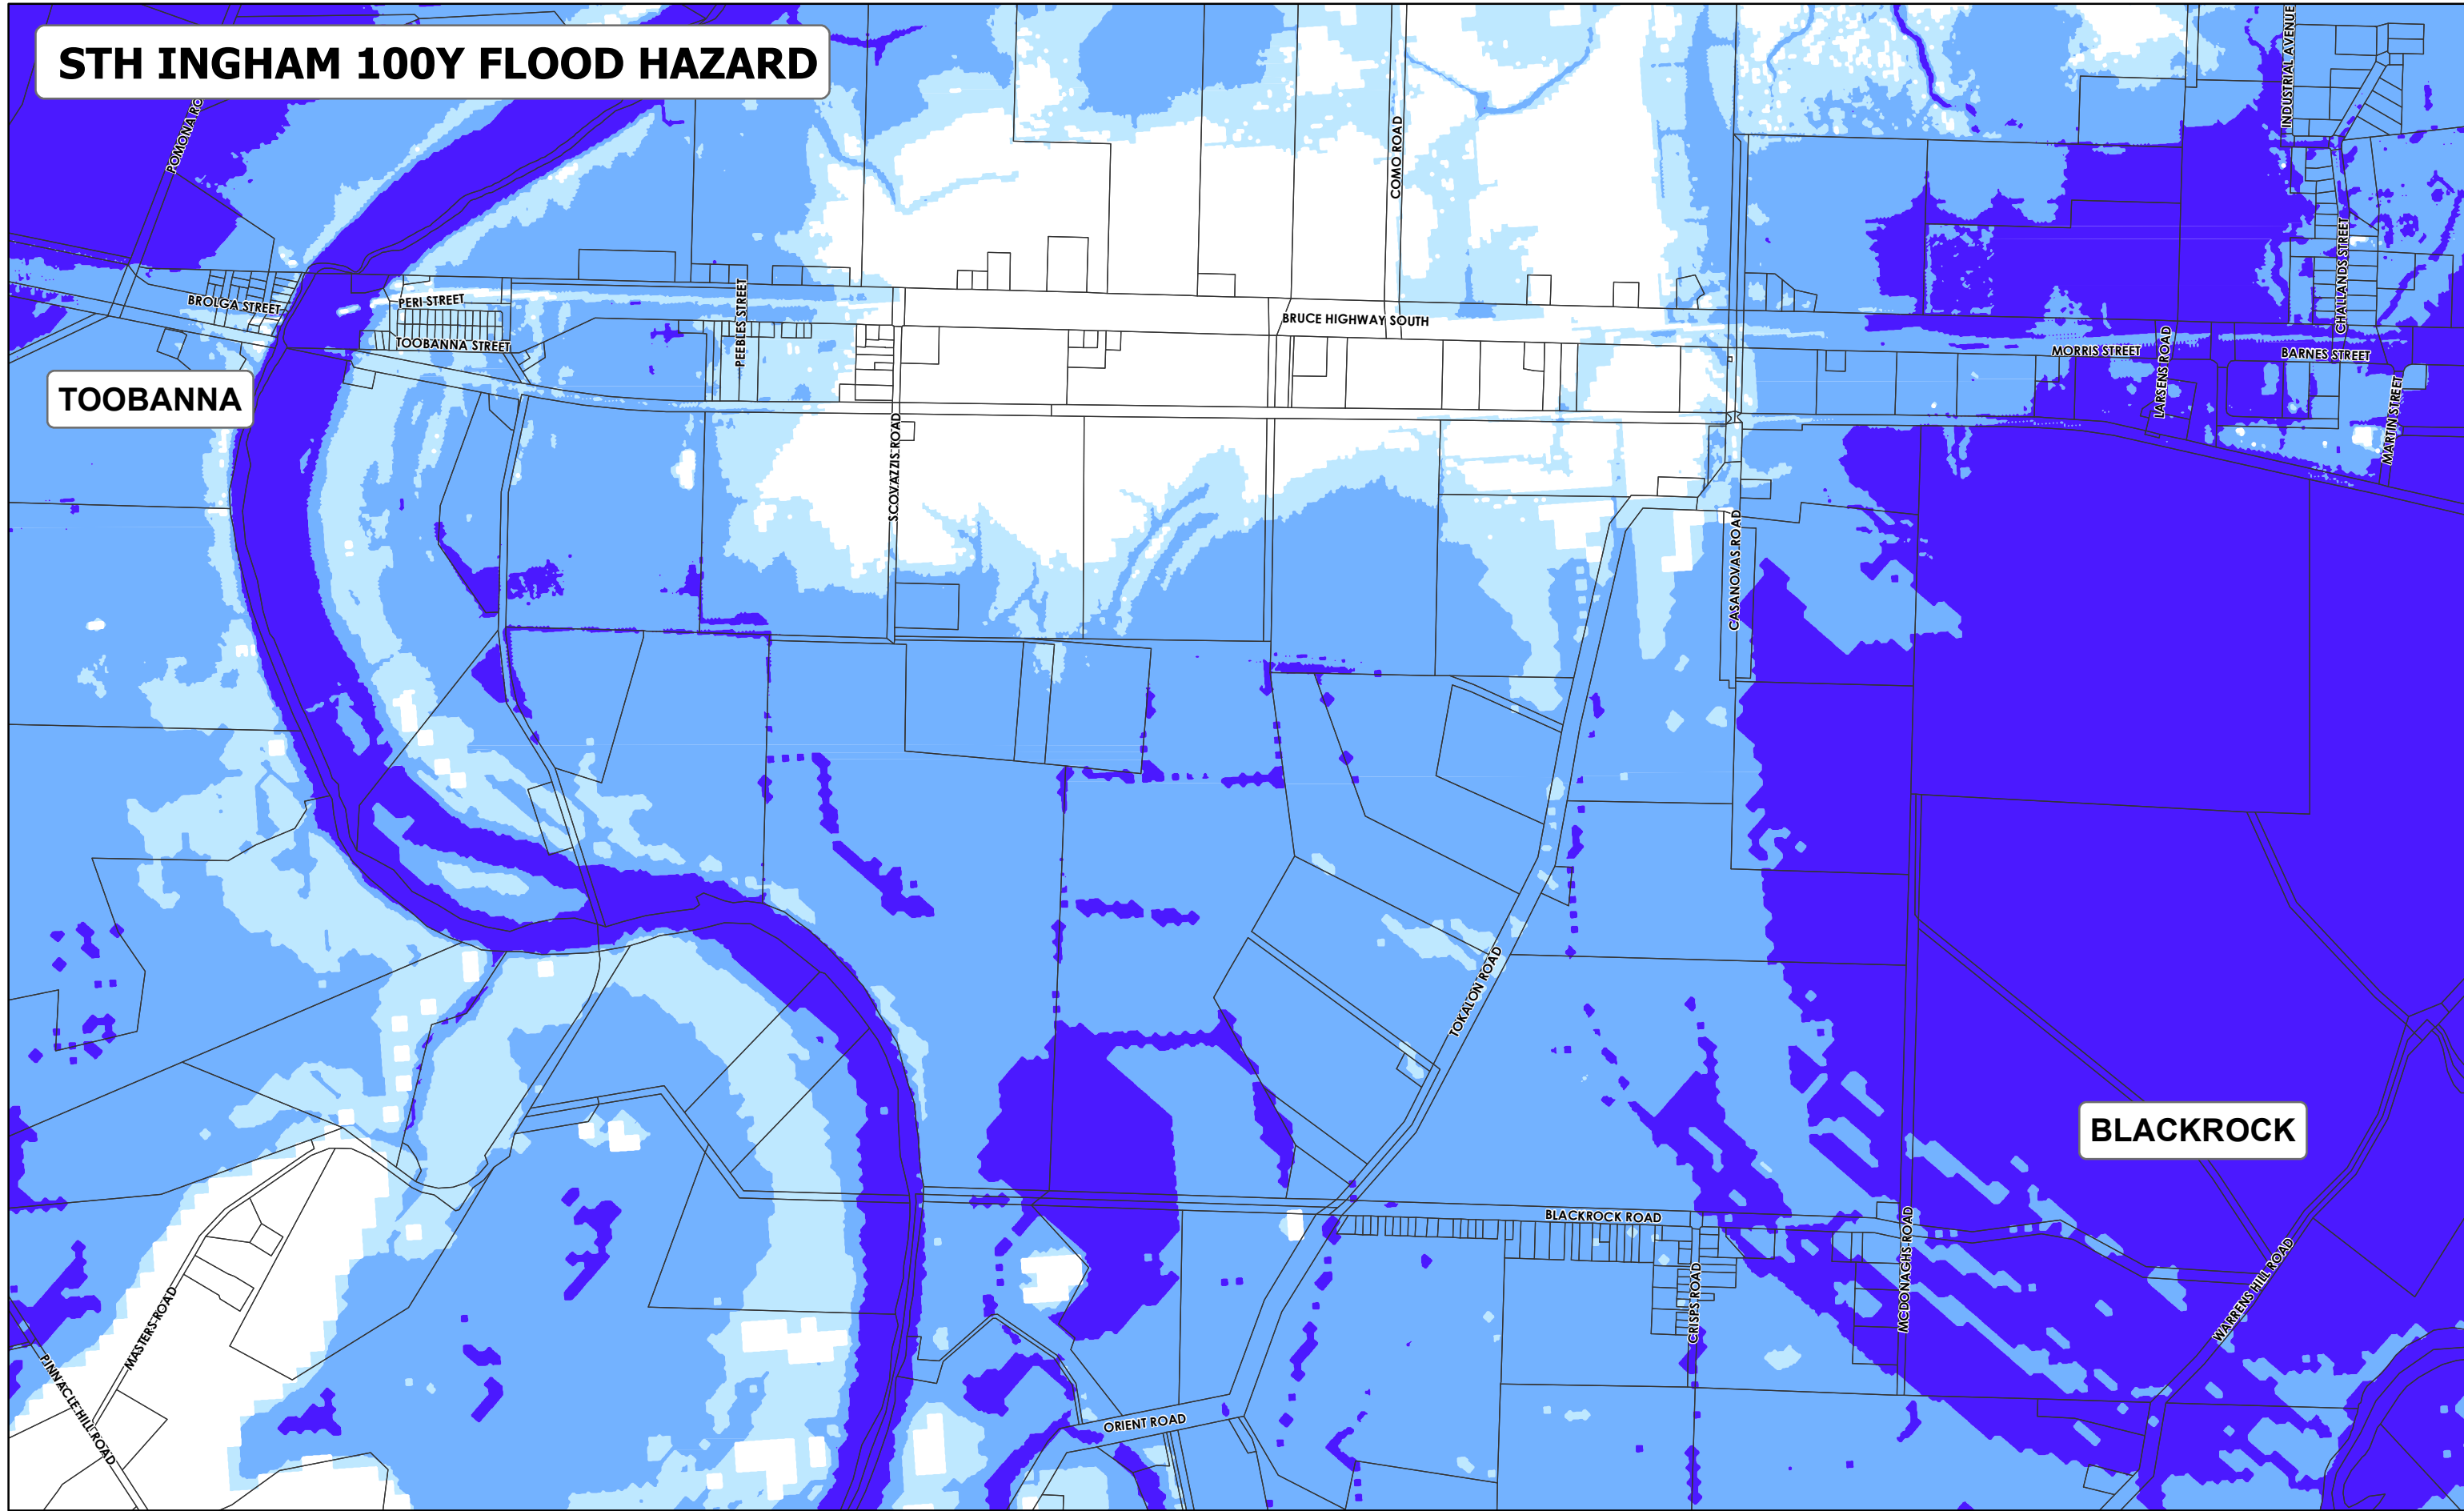 STH INGHAM 100Y FLOOD HAZARD
INDUSTRIAL AVENUE
COMO ROAD
CHALLANDS STREET
BROLGA STREET
PERI STREET
PEEBLES STREET
BRUCE HIGHWAY SOUTH
TOOBANNA STREET
MORRIS STREET
LARSENS ROAD
BARNES STREET
MARTIN STREET
TOOBANNA
SCOVAZZIS ROAD
CASANOVAS ROAD
TOKALON ROAD
BLACKROCK
BLACKROCK ROAD
MCDONAGHS ROAD
CRISPS ROAD
WARRENS HILL ROAD
MASTERS ROAD
PINNACLE HILL ROAD
ORIENT ROAD